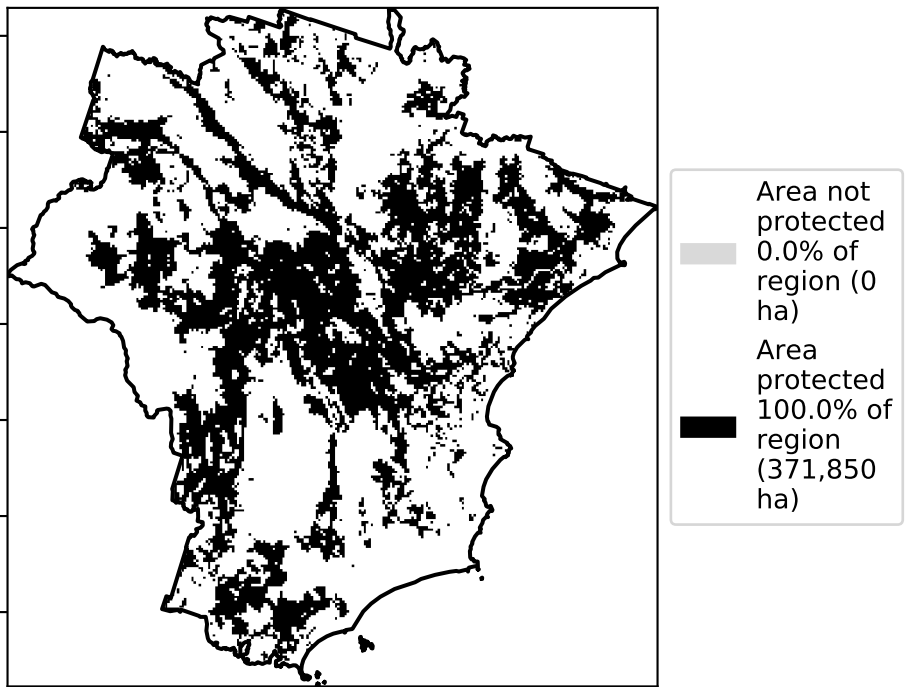 Area not
protected
0.0% of
region (0
ha)
Area
protected
100.0% of
region
(371,850
ha)